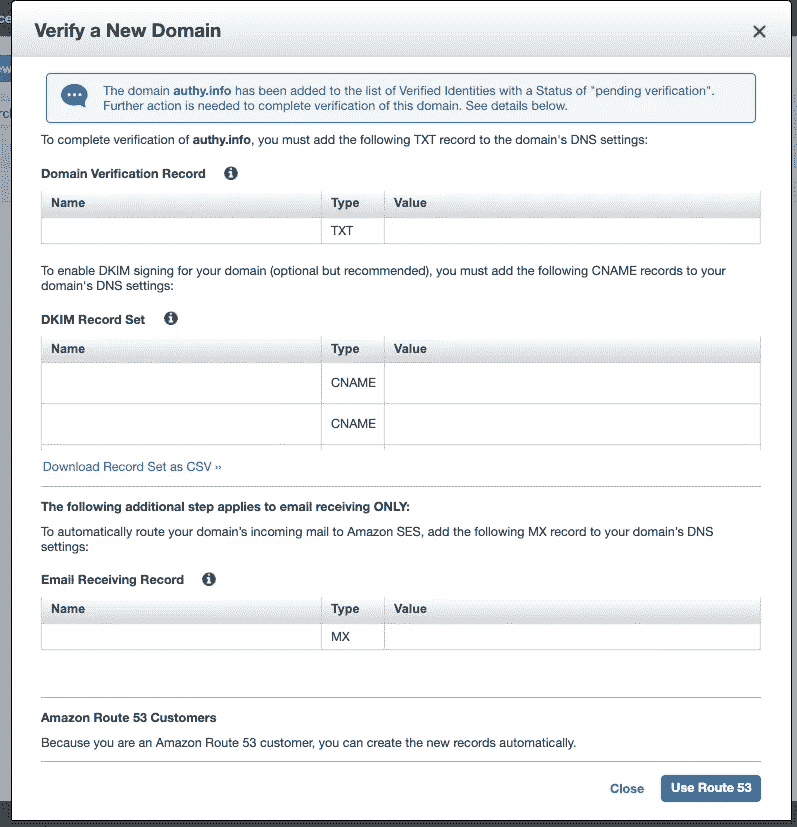 Verify a New Domain
The domain authy.info has been added to the list of Verified Identities with a Status of "pending verification".
Further action is needed to complete verification of this domain. See details below.
To complete verification of authy.info, you must add the following TXT record to the domain's DNS settings:
Domain Verification Record
Name Type Value
TXT
To enable DKIM signing for your domain (optional but recommended), you must add the following CNAME records to your
domain's DNS settings:
DKIM Record Set
Name Type Value
CNAME
CNAME
Download Record Set as CSV ››
The following additional step applies to email receiving ONLY:
To automatically route your domain's incoming mail to Amazon SES, add the following MX record to your domain's DNS
settings:
Email Receiving Record
Name Type Value
MX
Amazon Route 53 Customers
Because you are an Amazon Route 53 customer, you can create the new records automatically.
Close Use Route 53